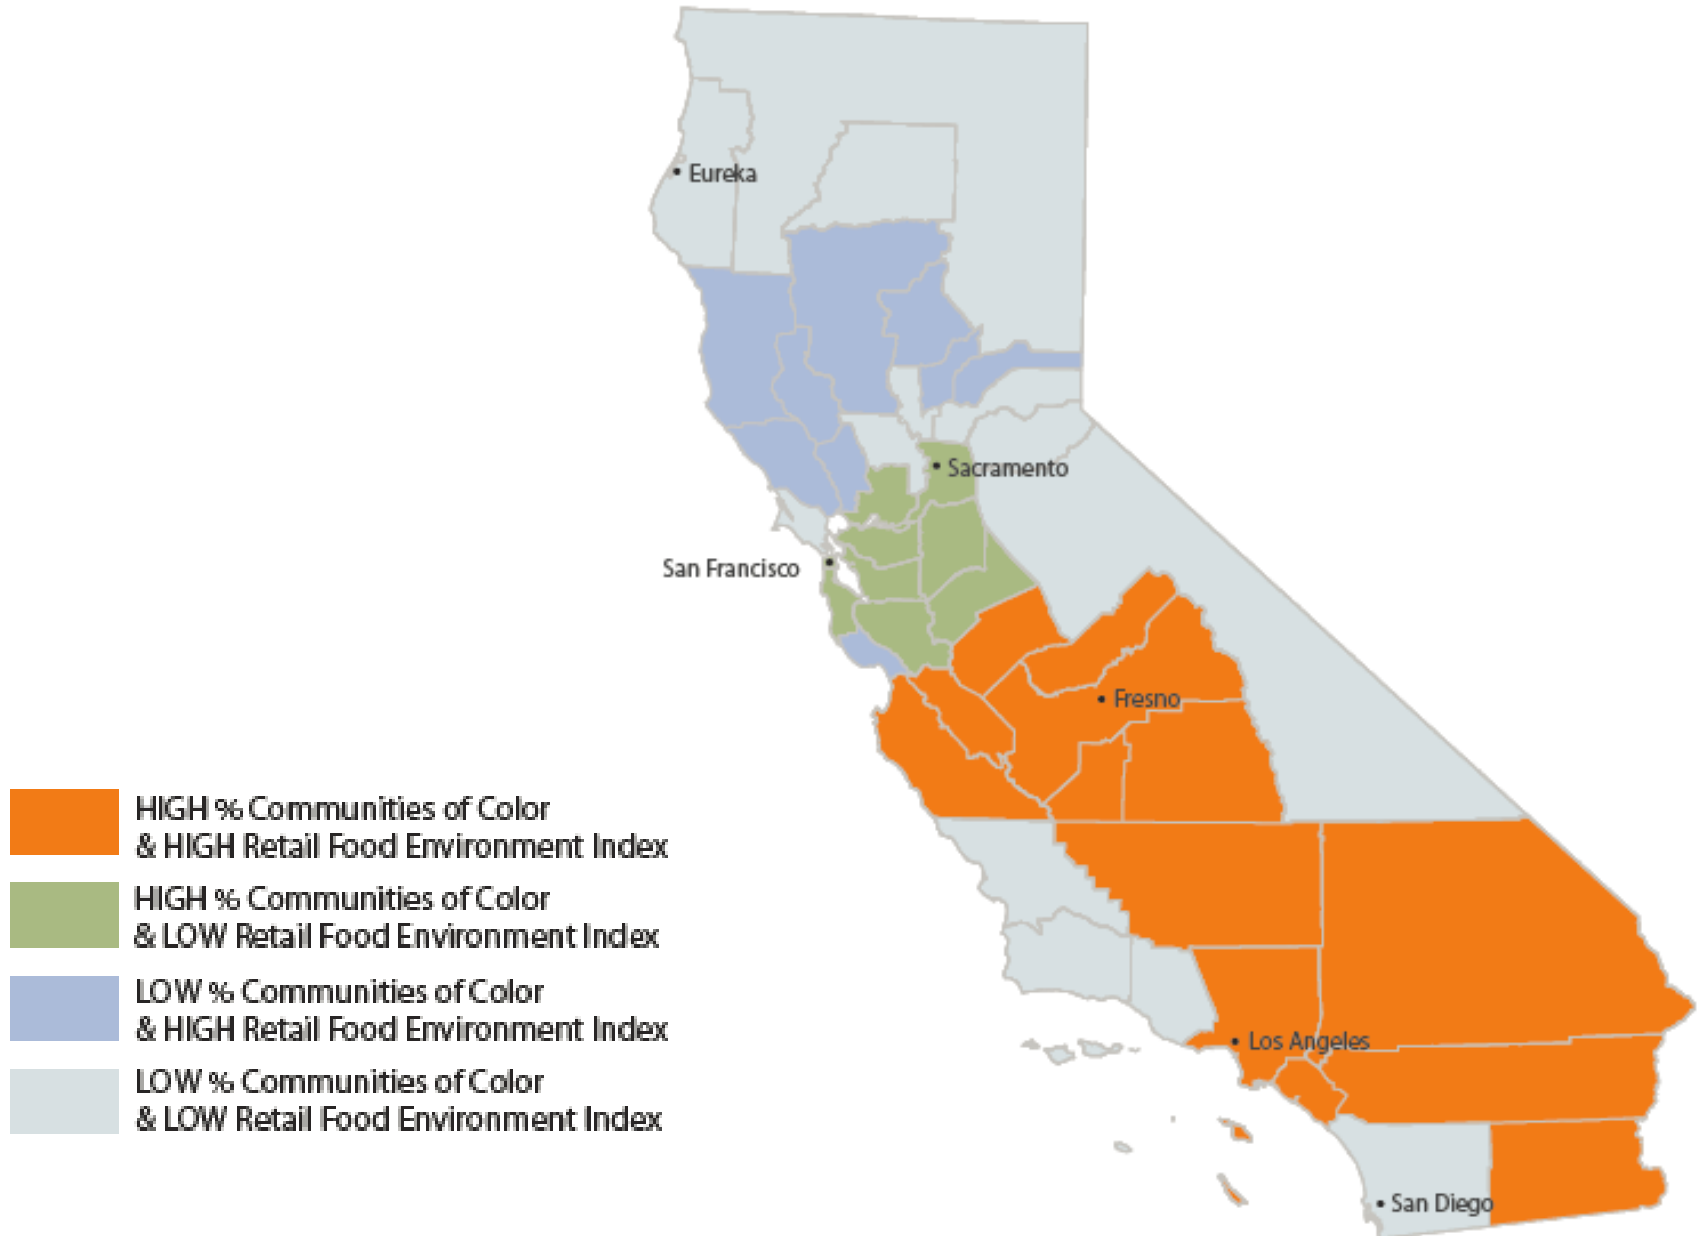 Eureka
Sacramento
San Francisco
Fresno
HIGH % Communities of Color
& HIGH Retail Food Environment Index
HIGH % Communities of Color
& LOW Retail Food Environment Index
LOW % Communities of Color
& HIGH Retail Food Environment Index
LOW % Communities of Color
& LOW Retail Food Environment Index
Los Angeles
San Diego